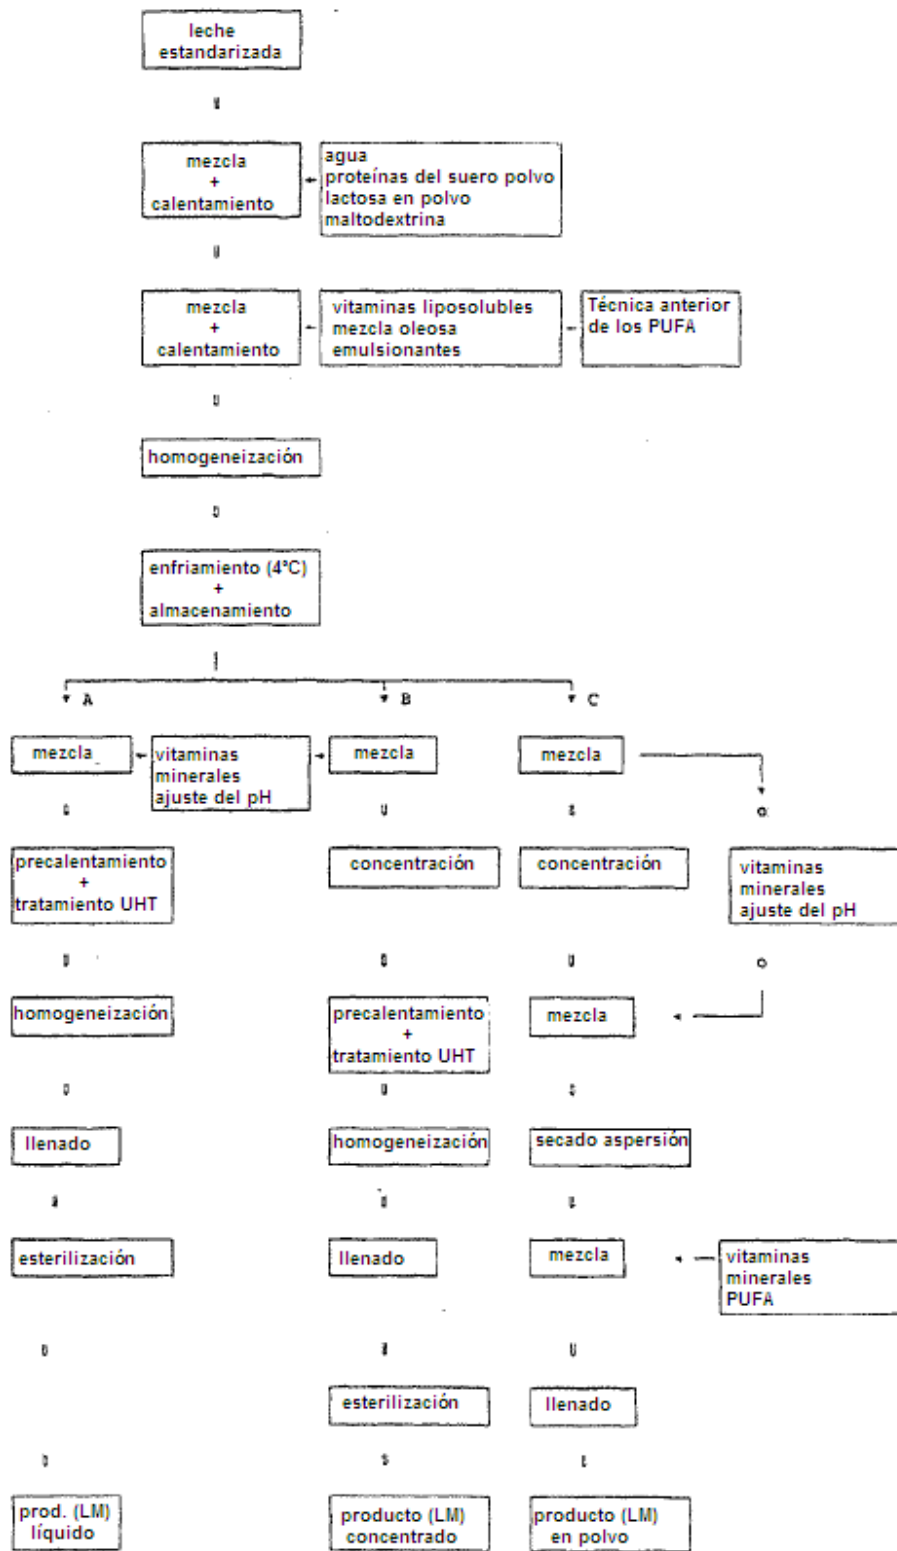 leche
estandarizada
mezcla
+
calentamiento
agua
proteínas del suero polvo
lactosa en polvo
maltodextrina
mezcla
+
calentamiento
vitaminas liposolubles
mezcla oleosa
emulsionantes
Técnica anterior
de los PUFA
homogeneización
enfriamiento (4°C)
+
almacenamiento
A
B
C
mezcla
vitaminas
minerales
ajuste del pH
mezcla
mezcla
precalentamiento
+
tratamiento UHT
concentración
concentración
vitaminas
minerales
ajuste del pH
homogeneización
precalentamiento
+
tratamiento UHT
mezcla
llenado
homogeneización
secado aspersión
esterilización
llenado
mezcla
vitaminas
minerales
PUFA
esterilización
llenado
prod. (LM)
líquido
producto (LM)
concentrado
producto (LM)
en polvo